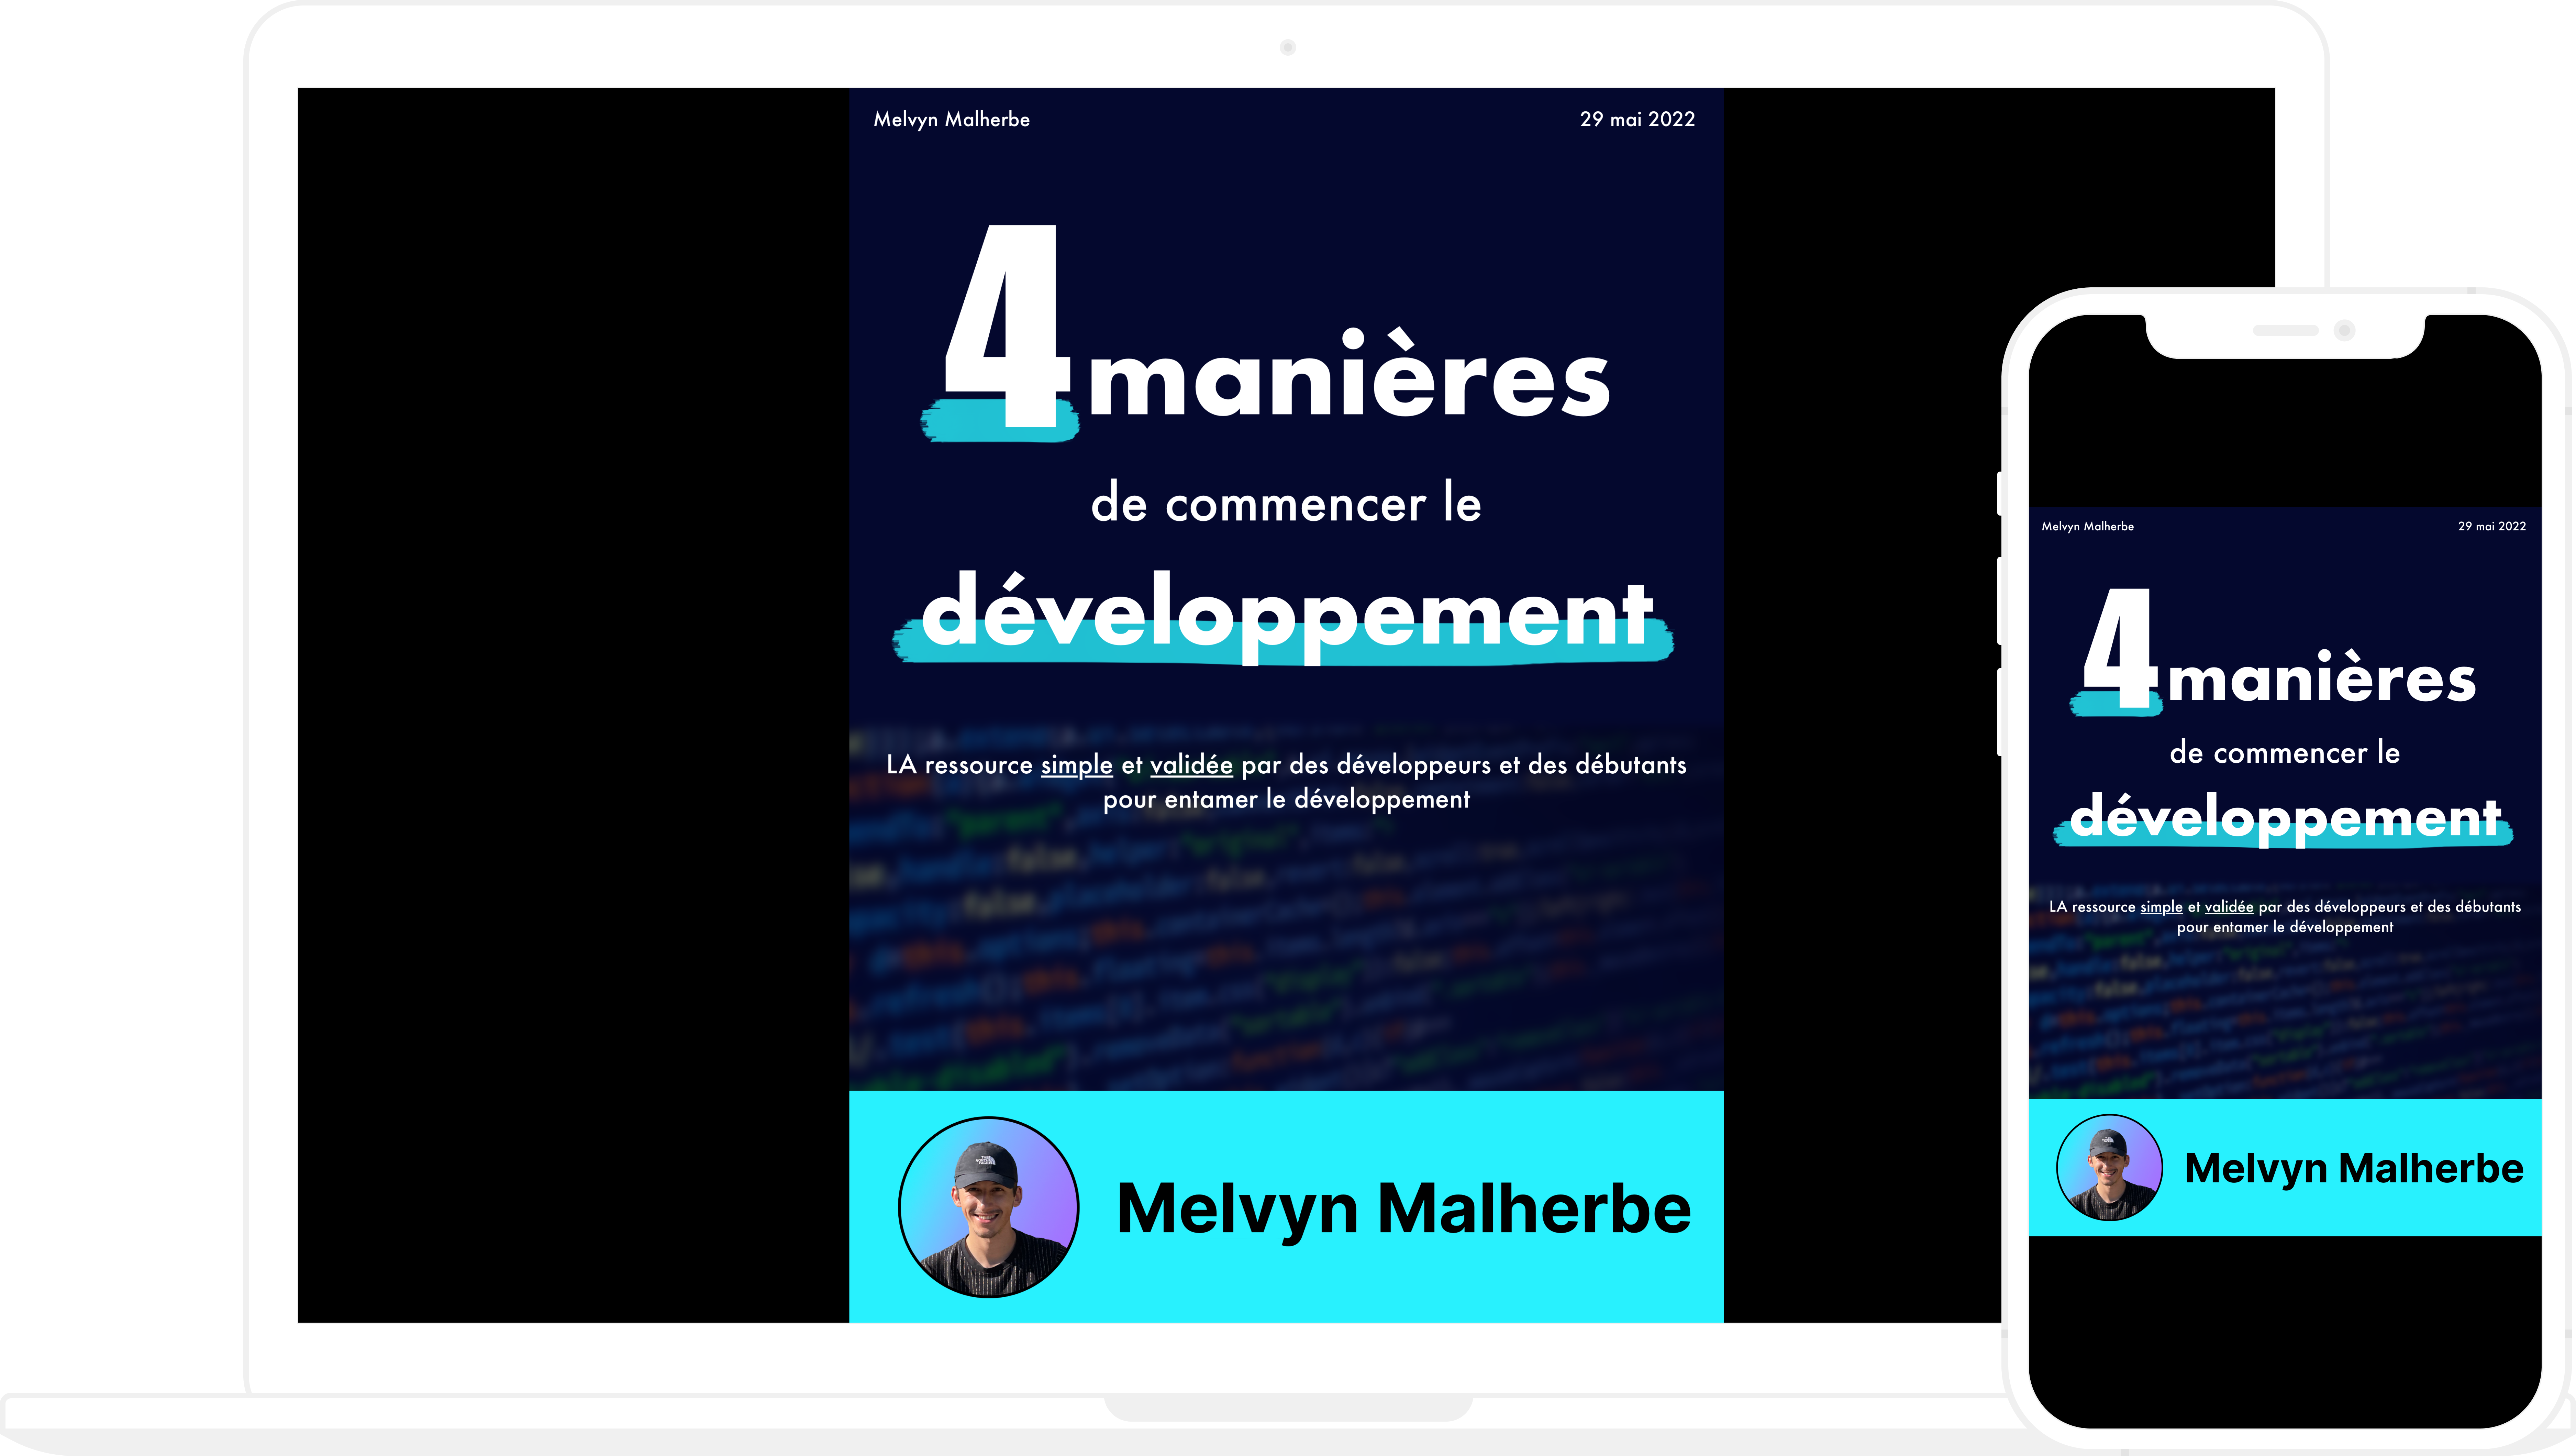 Melvyn Malherbe
29 mai 2022
4 manières
de commencer le
développement
LA ressource simple et validée par des développeurs et des débutants
pour entamer le développement
Melvyn Malherbe
Melvyn Malherbe
29 mai 2022
4 manières
de commencer le
développement
LA ressource simple et validée par des développeurs et des débutants
pour entamer le développement
Melvyn Malherbe